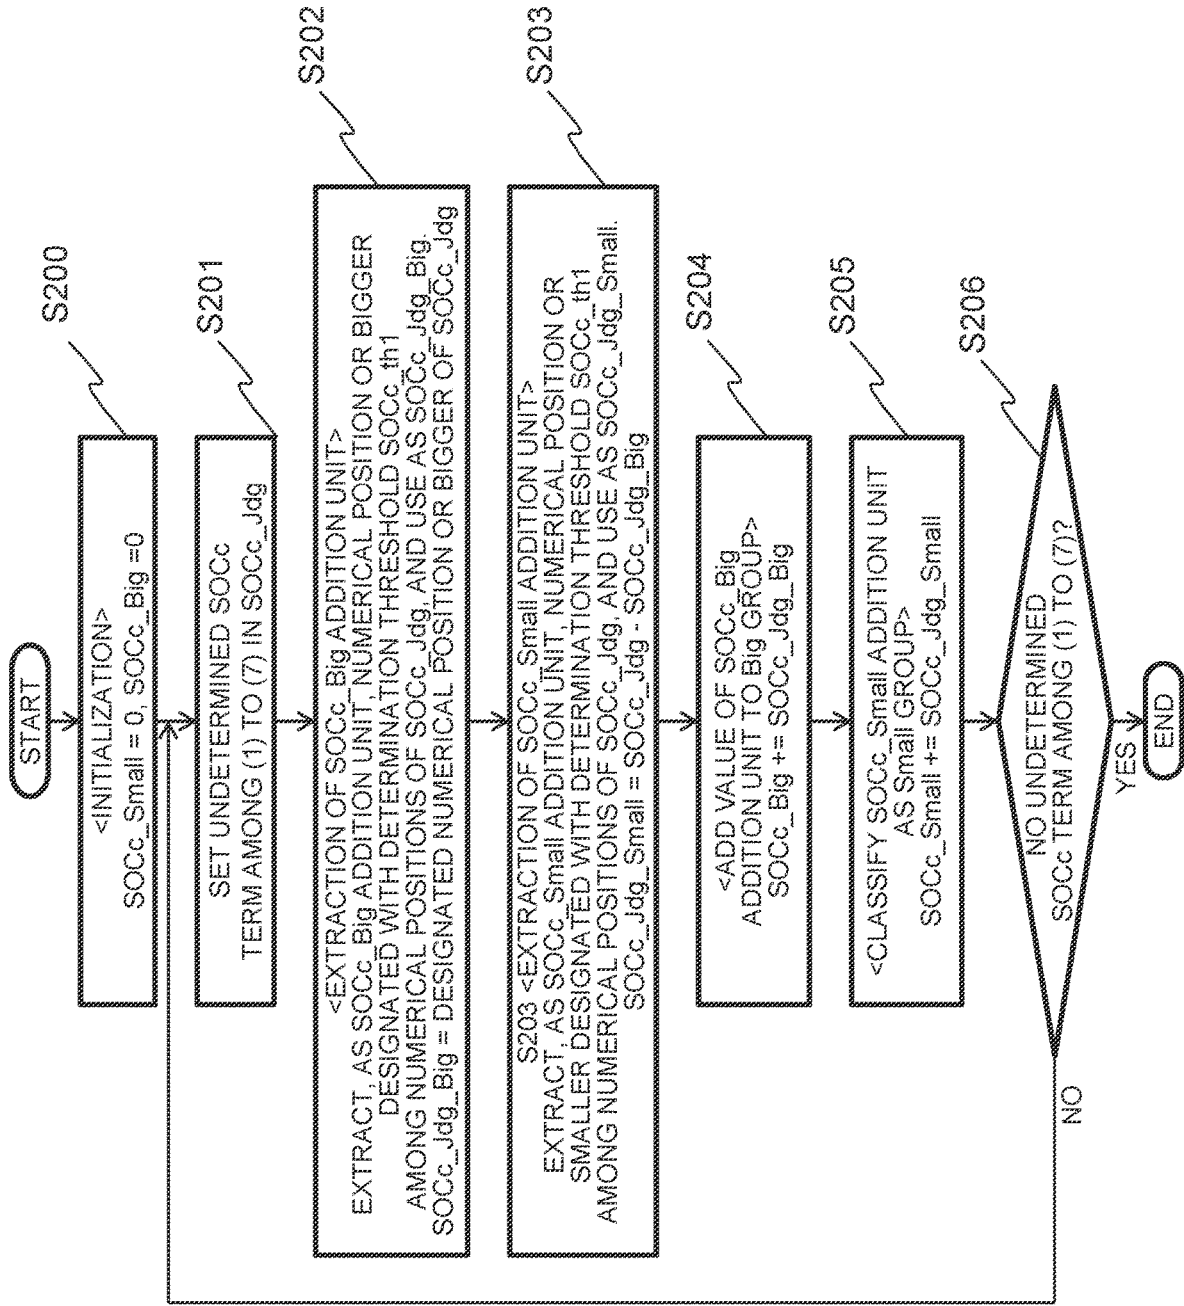 START
S200
<INITIALIZATION>
SOCc_Small = 0, SOCc_Big =0
S201
SET UNDETERMINED SOCc
TERM AMONG (1) TO (7) IN SOCc_Jdg
S202
<EXTRACTION OF SOCc_Big ADDITION UNIT>
EXTRACT, AS SOCc_Big ADDITION UNIT, NUMERICAL POSITION OR BIGGER
DESIGNATED WITH DETERMINATION THRESHOLD SOCc_th1
AMONG NUMERICAL POSITIONS OF SOCc_Jdg, AND USE AS SOCc_Jdg_Big.
SOCc_Jdg_Big = DESIGNATED NUMERICAL POSITION OR BIGGER OF SOCc_Jdg
S203
S203 <EXTRACTION OF SOCc_Small ADDITION UNIT>
EXTRACT, AS SOCc_Small ADDITION UNIT, NUMERICAL POSITION OR
SMALLER DESIGNATED WITH DETERMINATION THRESHOLD SOCc_th1
AMONG NUMERICAL POSITIONS OF SOCc_Jdg, AND USE AS SOCc_Jdg_Small.
SOCc_Jdg_Small = SOCc_Jdg - SOCc_Jdg_Big
S204
<ADD VALUE OF SOCc_Big
ADDITION UNIT TO Big GROUP>
SOCc_Big += SOCc_Jdg_Big
S205
<CLASSIFY SOCc_Small ADDITION UNIT
AS Small GROUP>
SOCc_Small += SOCc_Jdg_Small
S206
NO UNDETERMINED
SOCc TERM AMONG (1) TO (7)?
NO
YES
END